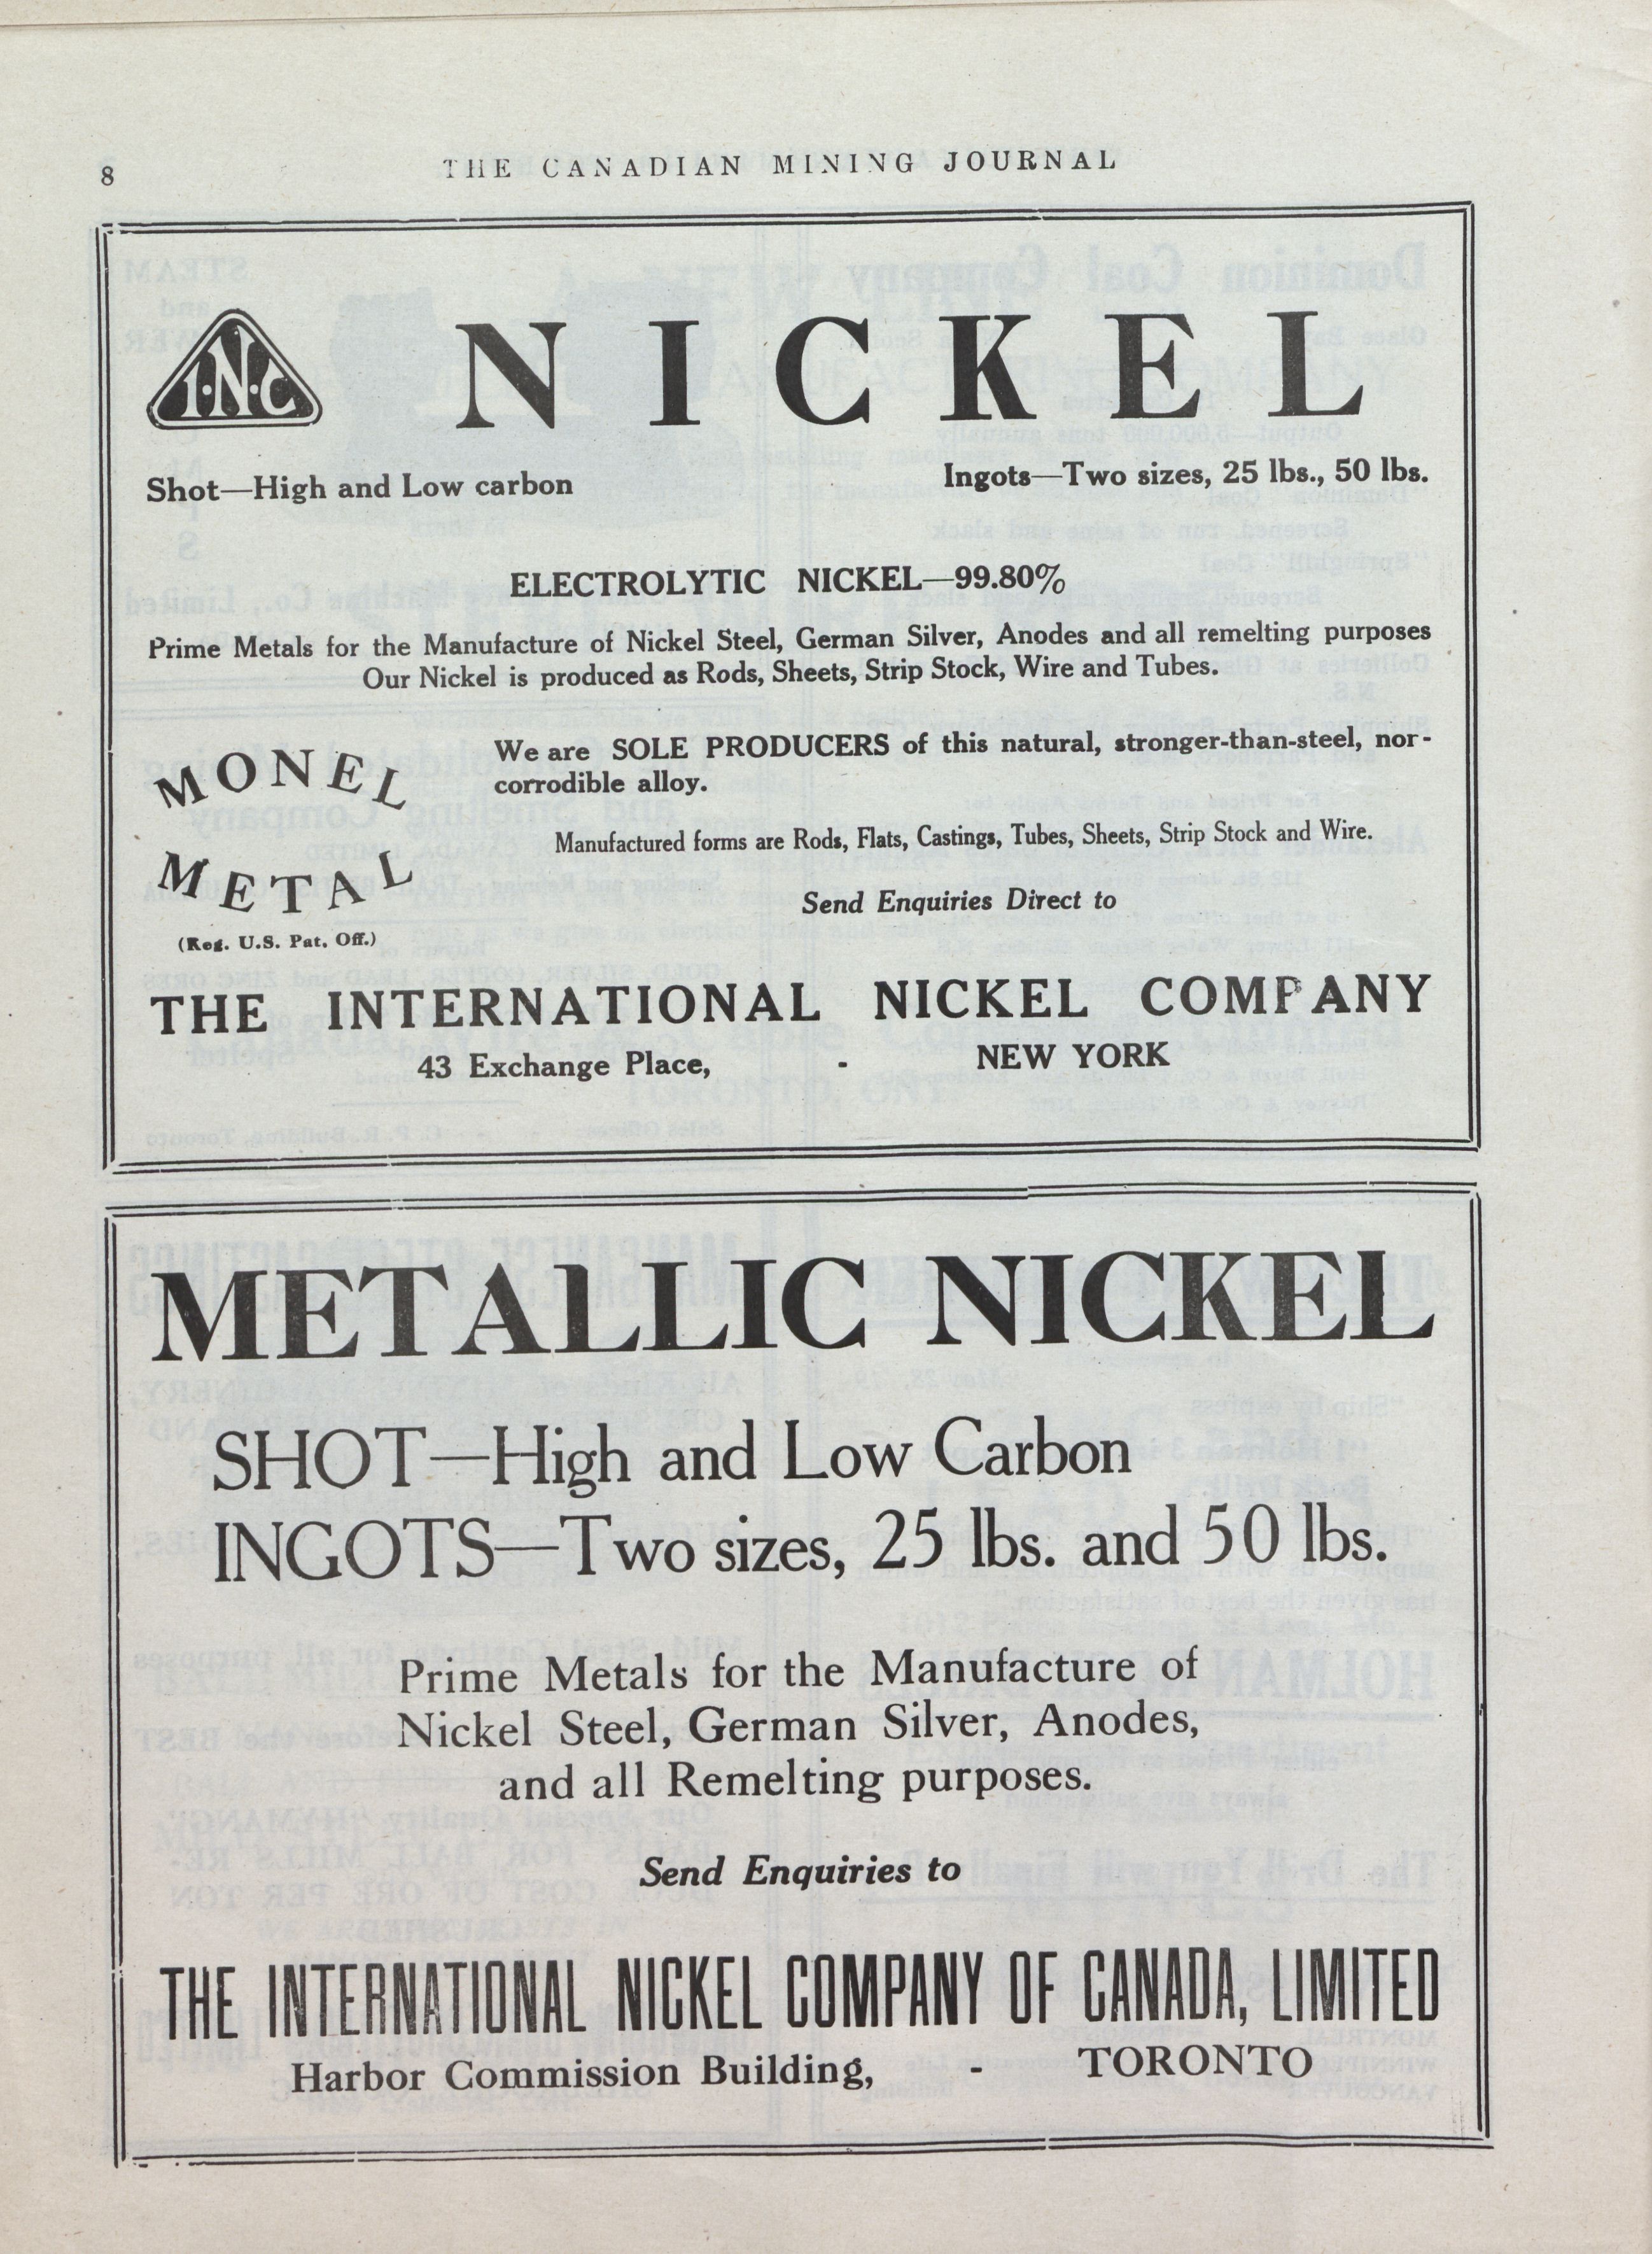 8
THE CANADIAN MINING JOURNAL
I·N·C
NICKEL
Shot—High and Low carbon
Ingots—Two sizes, 25 lbs., 50 lbs.
ELECTROLYTIC NICKEL—99.80%
Prime Metals for the Manufacture of Nickel Steel, German Silver, Anodes and all remelting purposes
Our Nickel is produced as Rods, Sheets, Strip Stock, Wire and Tubes.
MONEL
METAL
(Reg. U.S. Pat. Off.)
We are SOLE PRODUCERS of this natural, stronger-than-steel, nor-
corrodible alloy.
Manufactured forms are Rods, Flats, Castings, Tubes, Sheets, Strip Stock and Wire.
Send Enquiries Direct to
THE INTERNATIONAL NICKEL COMPANY
43 Exchange Place, - NEW YORK
METALLIC NICKEL
SHOT—High and Low Carbon
INGOTS—Two sizes, 25 lbs. and 50 lbs.
Prime Metals for the Manufacture of
Nickel Steel, German Silver, Anodes,
and all Remelting purposes.
Send Enquiries to
THE INTERNATIONAL NICKEL COMPANY OF CANADA, LIMITED
Harbor Commission Building, - TORONTO